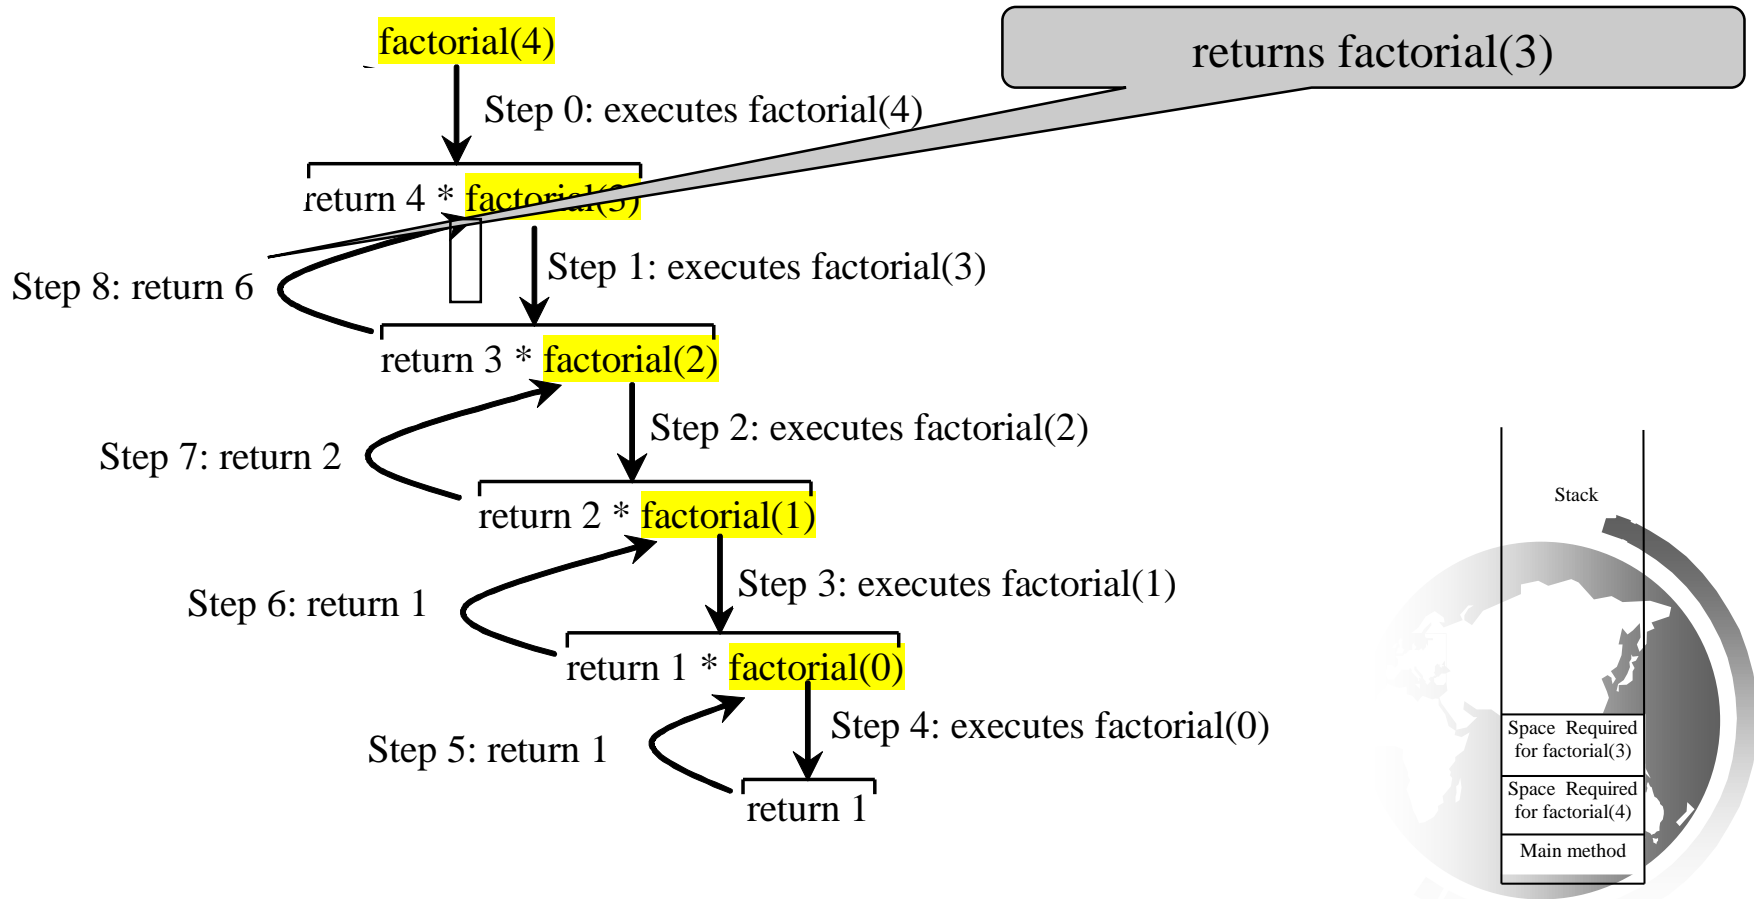 factorial(4)
returns factorial(3)
Step 0: executes factorial(4)
return 4 * factorial(3)
Step 1: executes factorial(3)
Step 8: return 6
return 3 * factorial(2)
Step 2: executes factorial(2)
Step 7: return 2
return 2 * factorial(1)
Step 3: executes factorial(1)
Step 6: return 1
return 1 * factorial(0)
Step 4: executes factorial(0)
Step 5: return 1
return 1
Stack
Space Required
for factorial(3)
Space Required
for factorial(4)
Main method